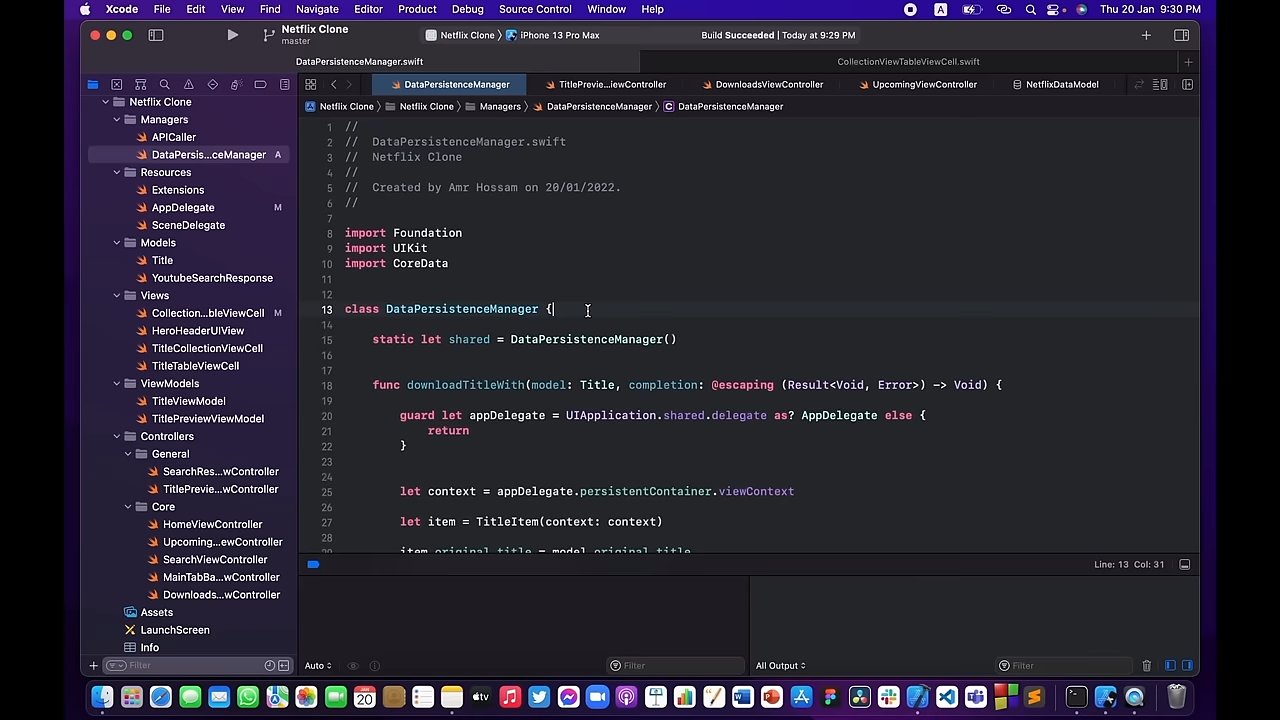 Xcode File Edit View Find Navigate Editor Product Debug Source Control Window Help A Thu 20 Jan 9:30 PM
Netflix Clone
master
Netflix Clone iPhone 13 Pro Max
Build Succeeded | Today at 9:29 PM
DataPersistenceManager.swift
CollectionViewTableViewCell.swift
DataPersistenceManager TitlePrevie...iewController DownloadsViewController UpcomingViewController NetflixDataModel
Netflix Clone Netflix Clone Managers DataPersistenceManager DataPersistenceManager
Netflix Clone
Managers
APICaller
DataPersis...ceManager A
Resources
Extensions
AppDelegate M
SceneDelegate
Models
Title
YoutubeSearchResponse
Views
Collection...bleViewCell M
HeroHeaderUIView
TitleCollectionViewCell
TitleTableViewCell
ViewModels
TitleViewModel
TitlePreviewViewModel
Controllers
General
SearchRes...wController
TitlePrevie...wController
Core
HomeViewController
Upcoming...ewController
SearchViewController
MainTabBa...wController
Downloads...wController
Assets
LaunchScreen
Info
Filter
1 //
2 // DataPersistenceManager.swift
3 // Netflix Clone
4 //
5 // Created by Amr Hossam on 20/01/2022.
6 //
7
8 import Foundation
9 import UIKit
10 import CoreData
11
12
13 class DataPersistenceManager {
14
15 static let shared = DataPersistenceManager()
16
17
18 func downloadTitleWith(model: Title, completion: @escaping (Result<Void, Error>) -> Void) {
19
20 guard let appDelegate = UIApplication.shared.delegate as? AppDelegate else {
21 return
22 }
23
24
25 let context = appDelegate.persistentContainer.viewContext
26
27 let item = TitleItem(context: context)
28
29 item.original_title = model.original_title
Line: 13 Col: 31
Auto
Filter
All Output
Filter
20
tv